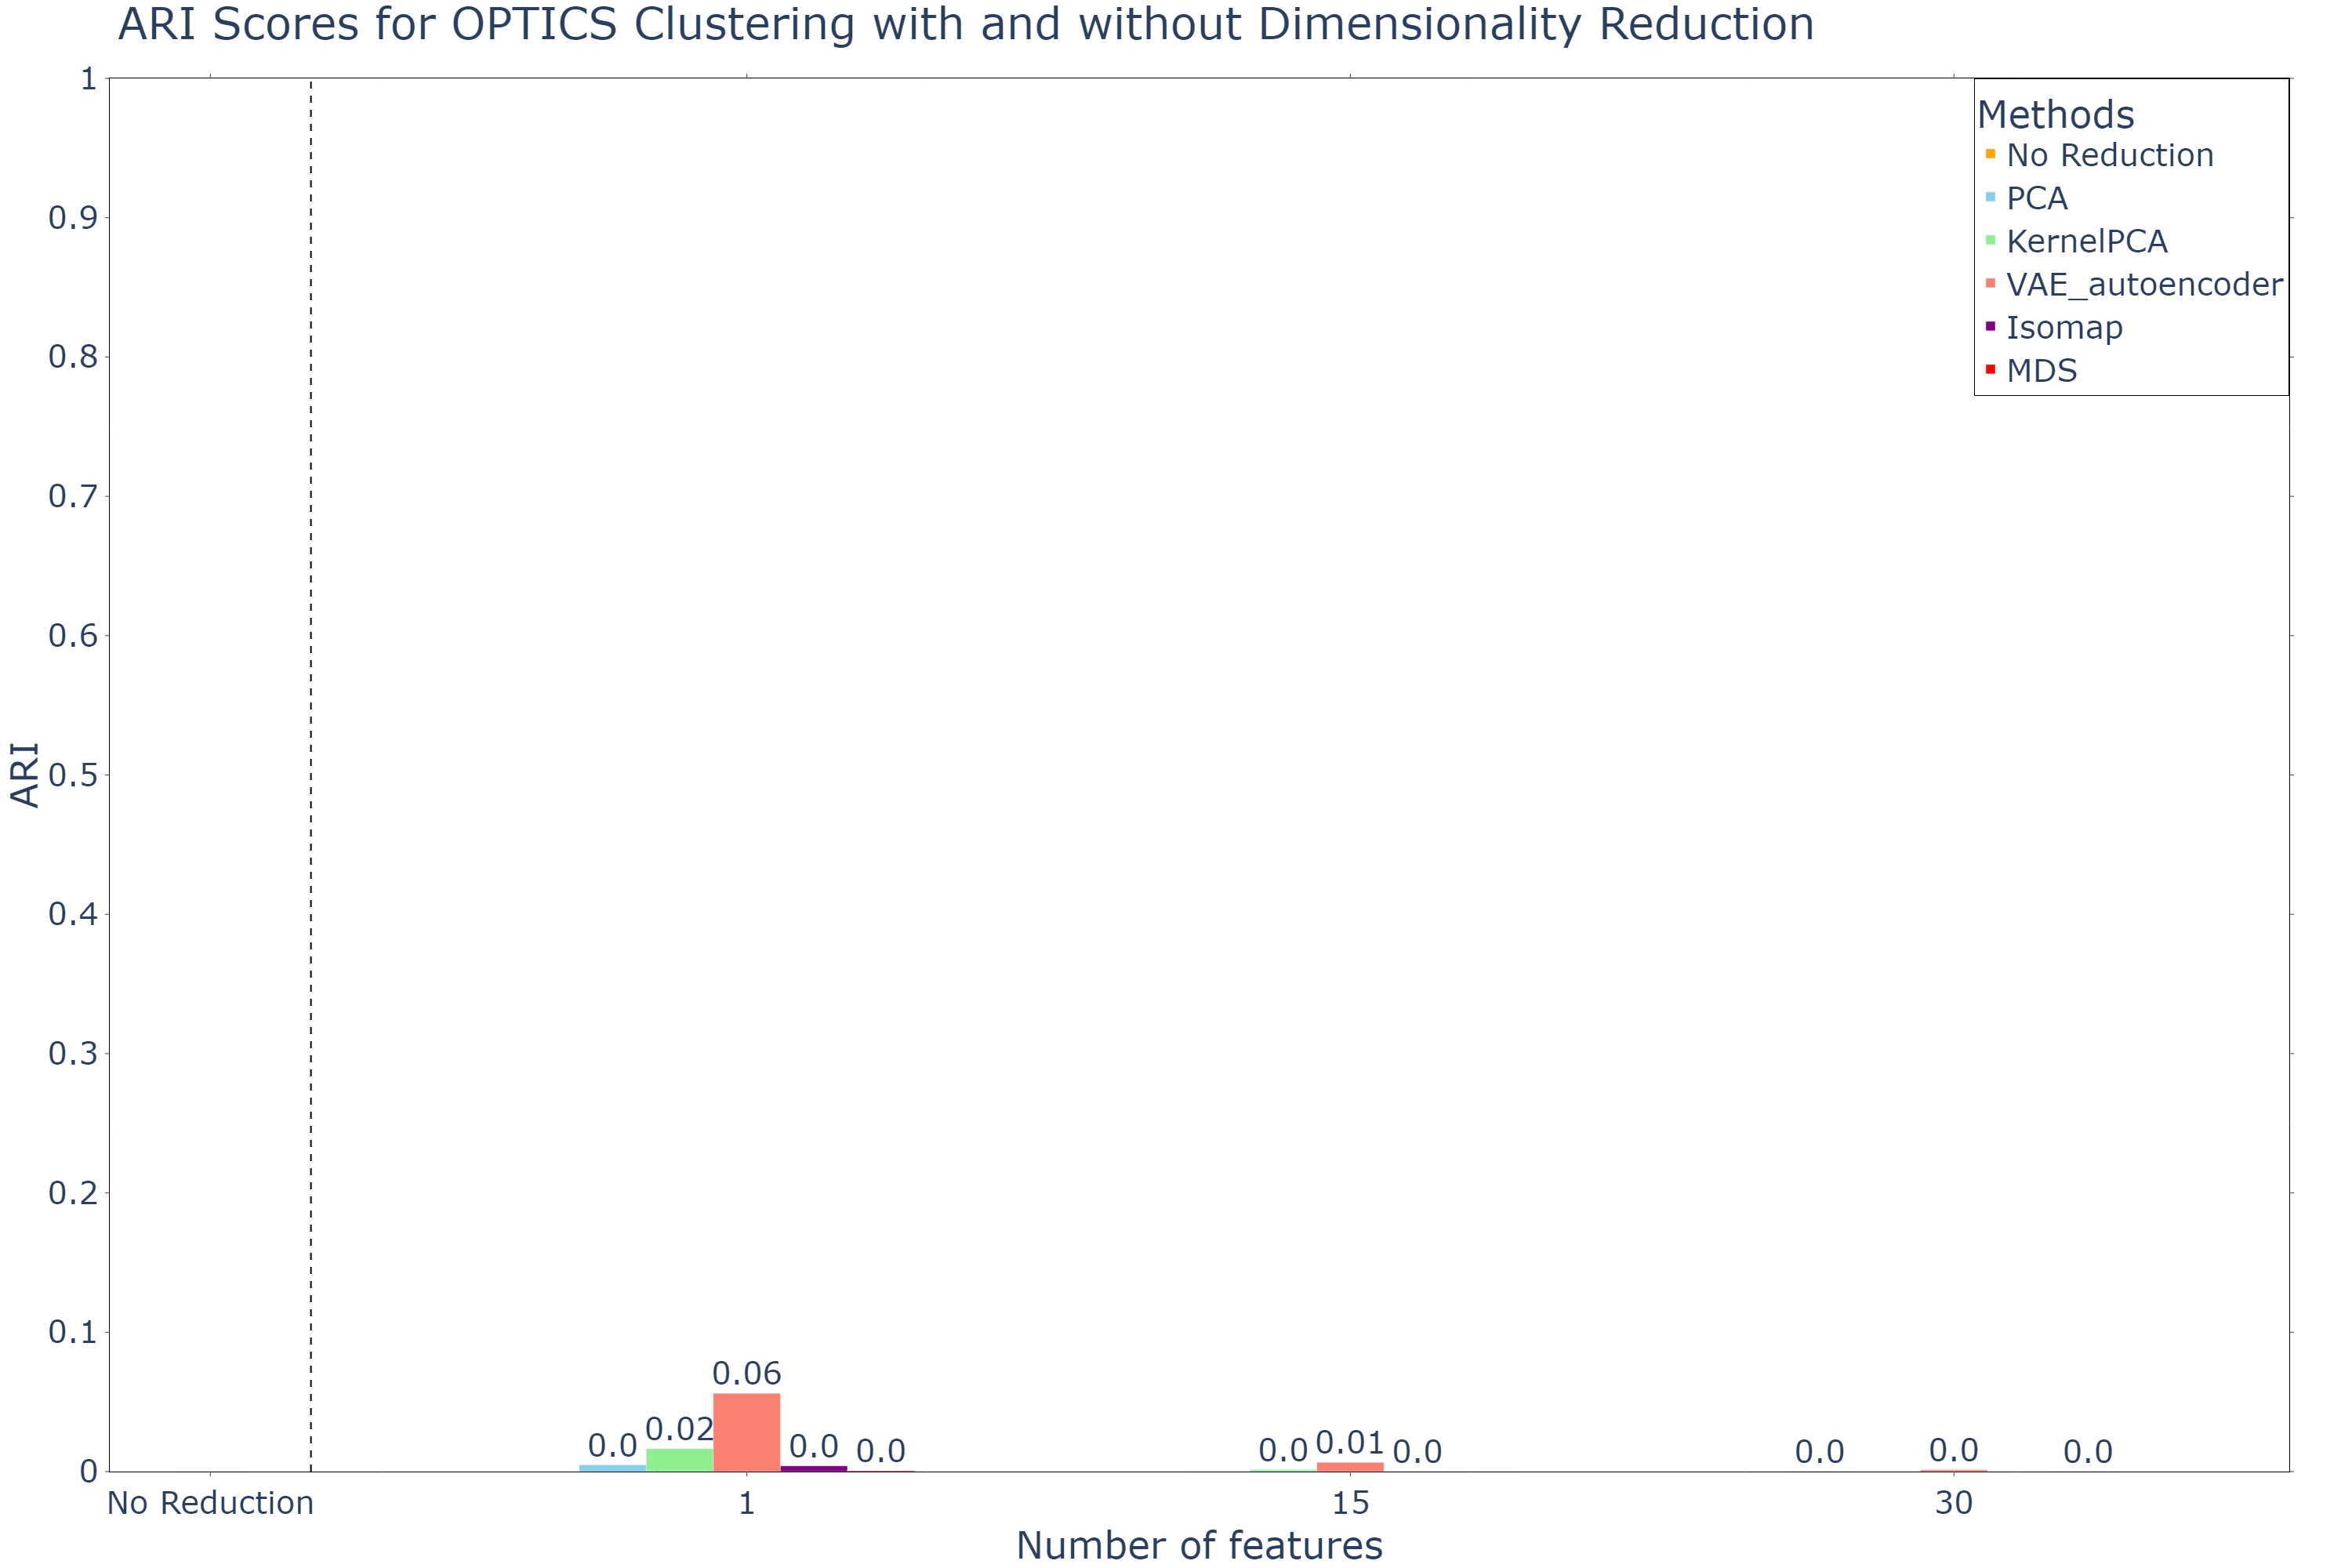 ARI Scores for OPTICS Clustering with and without Dimensionality Reduction
Methods
No Reduction
PCA
KernelPCA
VAE_autoencoder
Isomap
MDS
ARI
1
0.9
0.8
0.7
0.6
0.5
0.4
0.3
0.2
0.1
0
0.0
0.02
0.06
0.0
0.0
0.0
0.01
0.0
0.0
0.0
0.0
No Reduction
1
15
30
Number of features